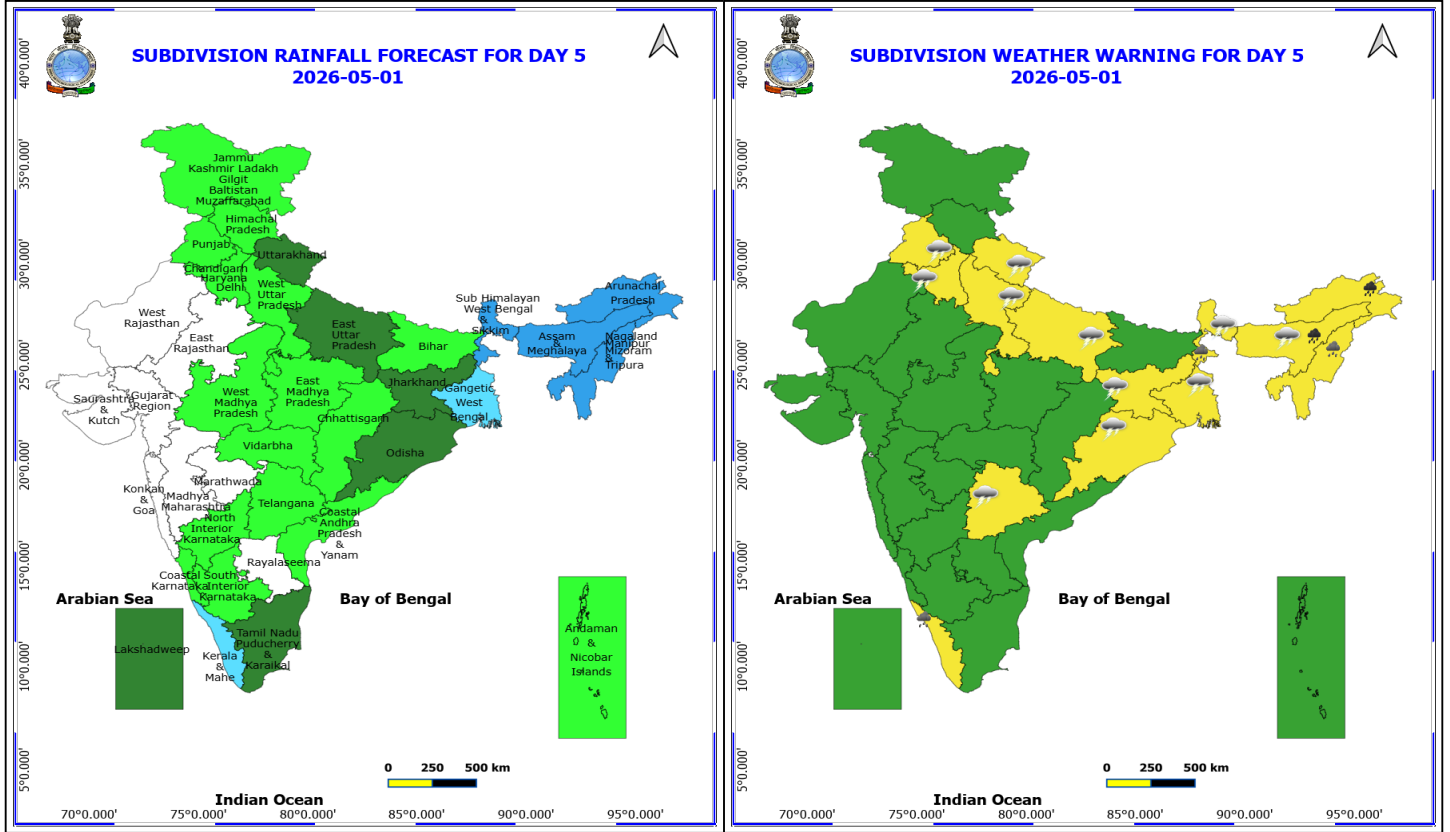 SUBDIVISION RAINFALL FORECAST FOR DAY 5
2026-05-01
40°0.000'
35°0.000'
30°0.000'
25°0.000'
20°0.000'
15°0.000'
10°0.000'
5°0.000'
Jammu
Kashmir Ladakh
Gilgit
Baltistan
Muzaffarabad
Himachal
Pradesh
Punjab
Uttarakhand
Chandigarh
Haryana
Delhi
West
Uttar
Pradesh
West
Rajasthan
East
Rajasthan
East
Uttar
Pradesh
Bihar
Sub Himalayan
West Bengal
&
Sikkim
Arunachal
Pradesh
Assam
&
Meghalaya
Nagaland
Manipur
Mizoram
&
Tripura
Jharkhand
Gangetic
West
Bengal
Saurashtra
&
Kutch
Gujarat
Region
West
Madhya
Pradesh
East
Madhya
Pradesh
Chhattisgarh
Vidarbha
Odisha
Konkan
&
Goa
Madhya
Maharashtra
Marathwada
Telangana
North
Interior
Karnataka
Coastal
Andhra
Pradesh
&
Yanam
Rayalaseema
Coastal
Karnataka
South
Interior
Karnataka
Arabian Sea
Bay of Bengal
Lakshadweep
Kerala
&
Mahe
Tamil Nadu
Puducherry
&
Karaikal
Andaman
&
Nicobar
Islands
0 250 500 km
Indian Ocean
70°0.000' 75°0.000' 80°0.000' 85°0.000' 90°0.000' 95°0.000'
SUBDIVISION WEATHER WARNING FOR DAY 5
2026-05-01
40°0.000'
35°0.000'
30°0.000'
25°0.000'
20°0.000'
15°0.000'
10°0.000'
5°0.000'
Arabian Sea
Bay of Bengal
0 250 500 km
Indian Ocean
70°0.000' 75°0.000' 80°0.000' 85°0.000' 90°0.000' 95°0.000'